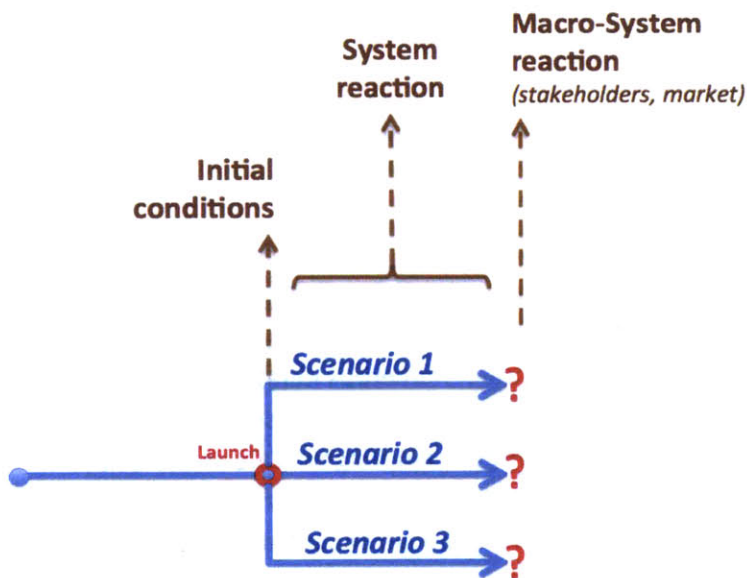 Macro-System
reaction
(stakeholders, market)
System
reaction
Initial
conditions
Scenario 1
?
Launch
Scenario 2
?
Scenario 3
?